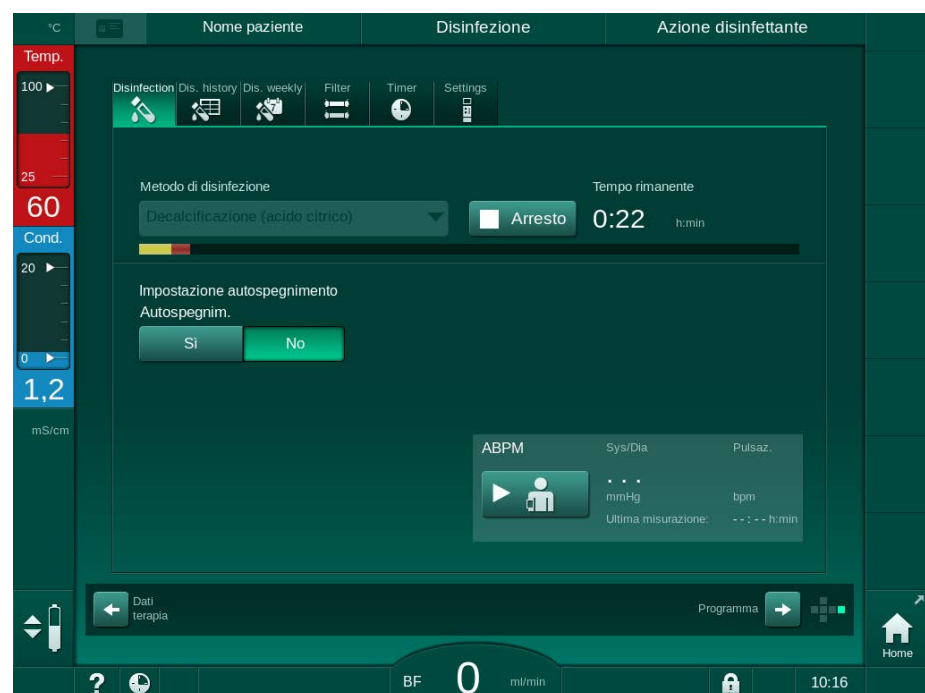 °C
Nome paziente
Disinfezione
Azione disinfettante
Temp.
100
25
60
Cond.
20
0
1,2
mS/cm
Disinfection
Dis. history
Dis. weekly
Filter
Timer
Settings
7
Metodo di disinfezione
Decalcificazione (acido citrico)
Arresto
Tempo rimanente
0:22 h:min
Impostazione autospegnimento
Autospegnim.
Sì
No
ABPM
Sys/Dia
Pulsaz.
. . .
mmHg
bpm
Ultima misurazione: --:-- h:min
Dati
terapia
Programma
Home
?
BF 0 ml/min
10:16